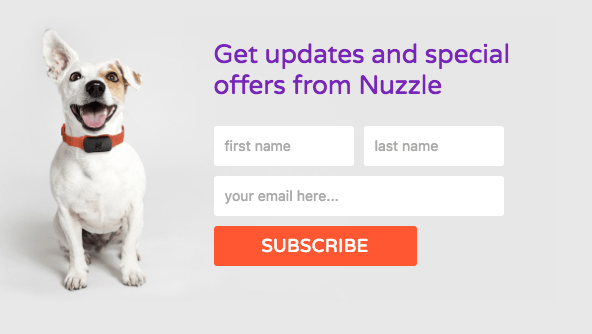 Get updates and special
offers from Nuzzle
first name
last name
your email here...
SUBSCRIBE